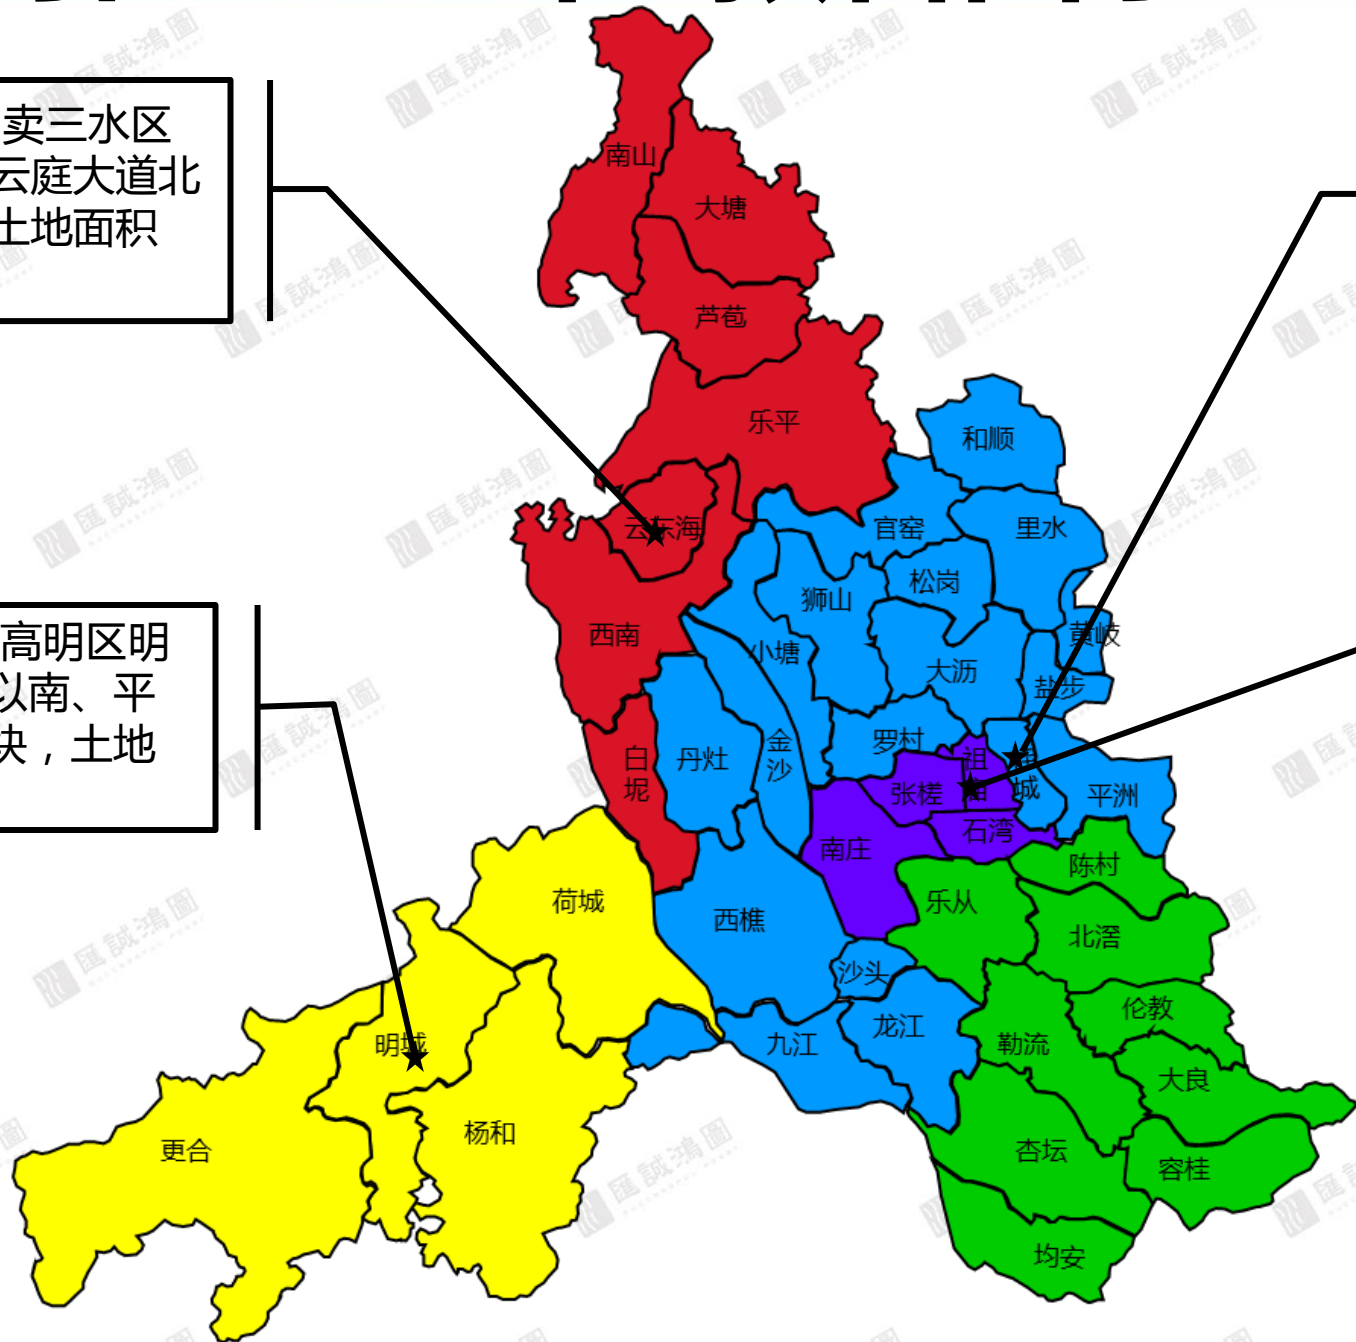 卖三水区
云庭大道北
土地面积
高明区明
以南、平
块，土地
南山
大塘
芦苞
乐平
和顺
云东海
官窑
里水
松岗
狮山
西南
小塘
黄岐
大沥
盐步
白坭
丹灶
金沙
罗村
祖
城
张槎
平洲
石湾
南庄
陈村
荷城
乐从
西樵
北滘
沙头
伦教
龙江
明城
九江
勒流
大良
杨和
更合
杏坛
容桂
均安
匯誠鴻圖